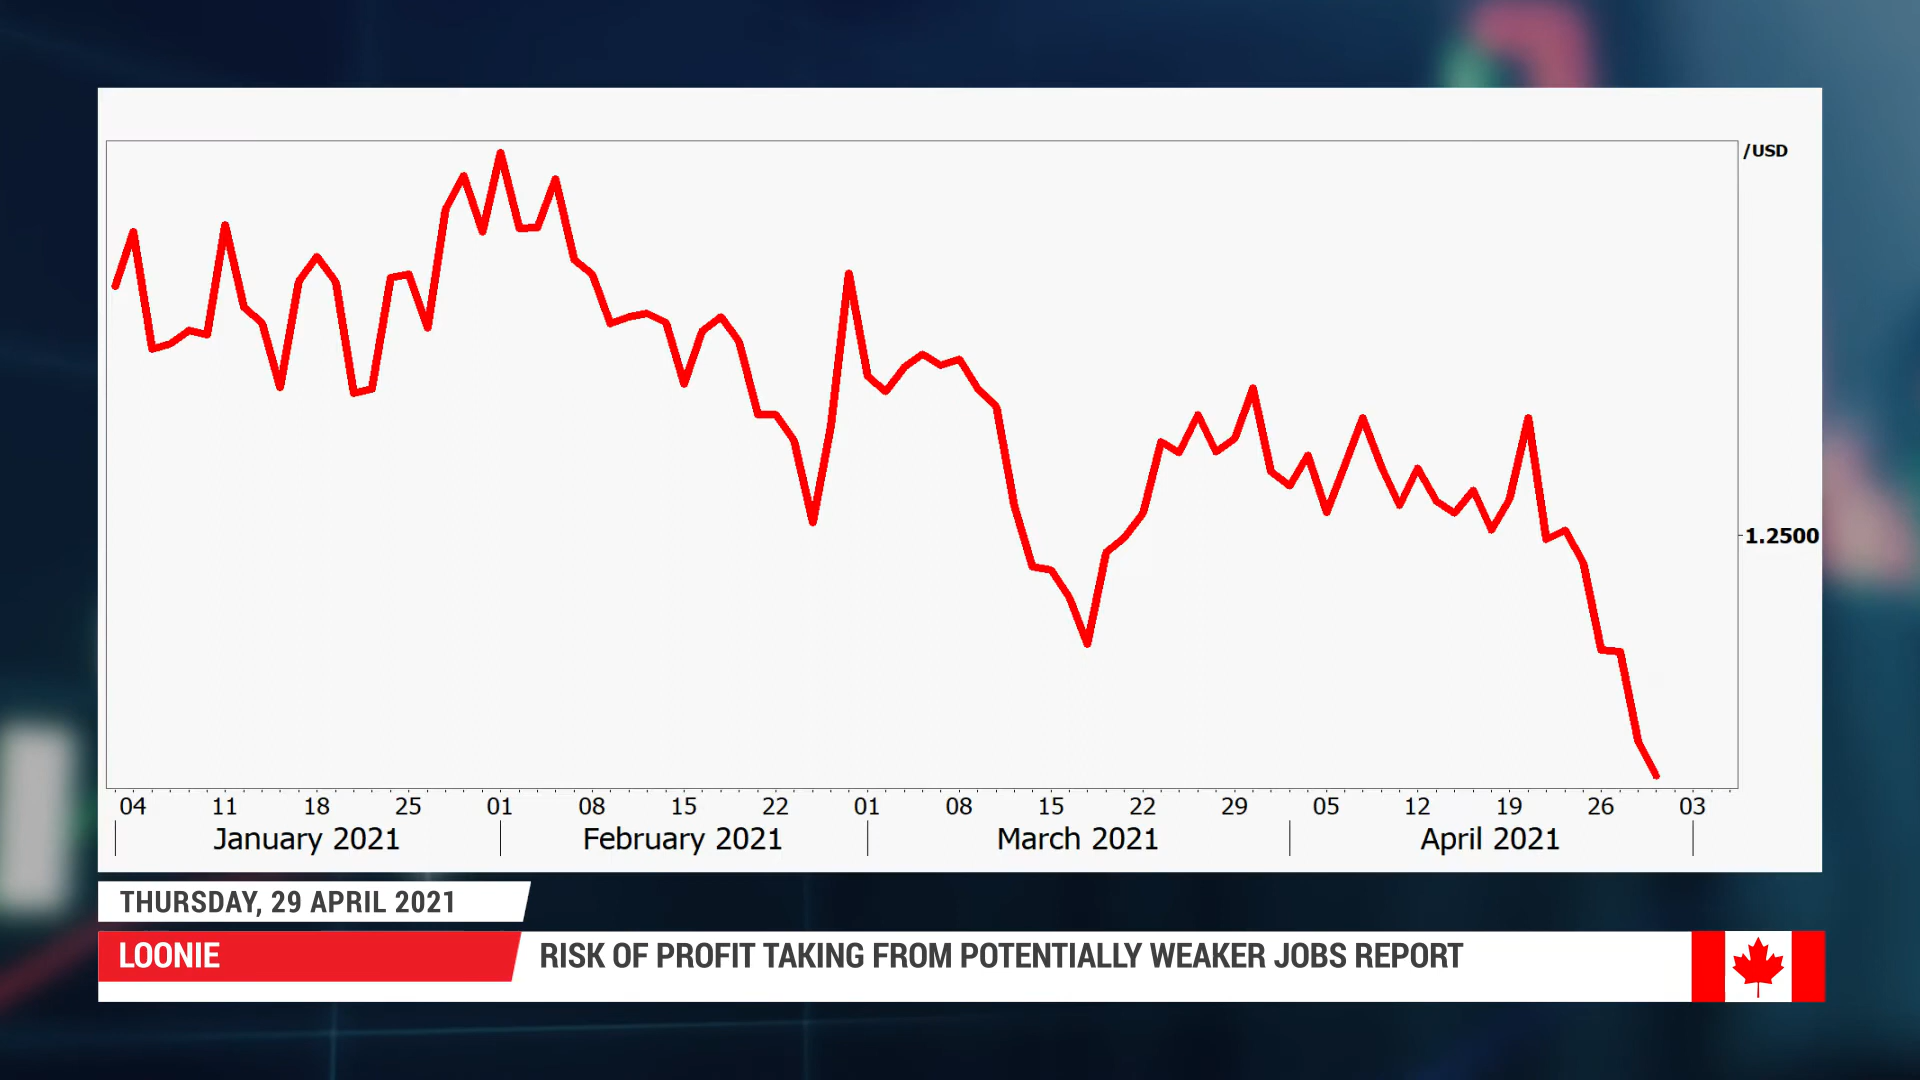 /USD
1.2500
04 11 18 25 01 08 15 22 01 08 15 22 29 05 12 19 26 03
January 2021 February 2021 March 2021 April 2021
THURSDAY, 29 APRIL 2021
LOONIE RISK OF PROFIT TAKING FROM POTENTIALLY WEAKER JOBS REPORT